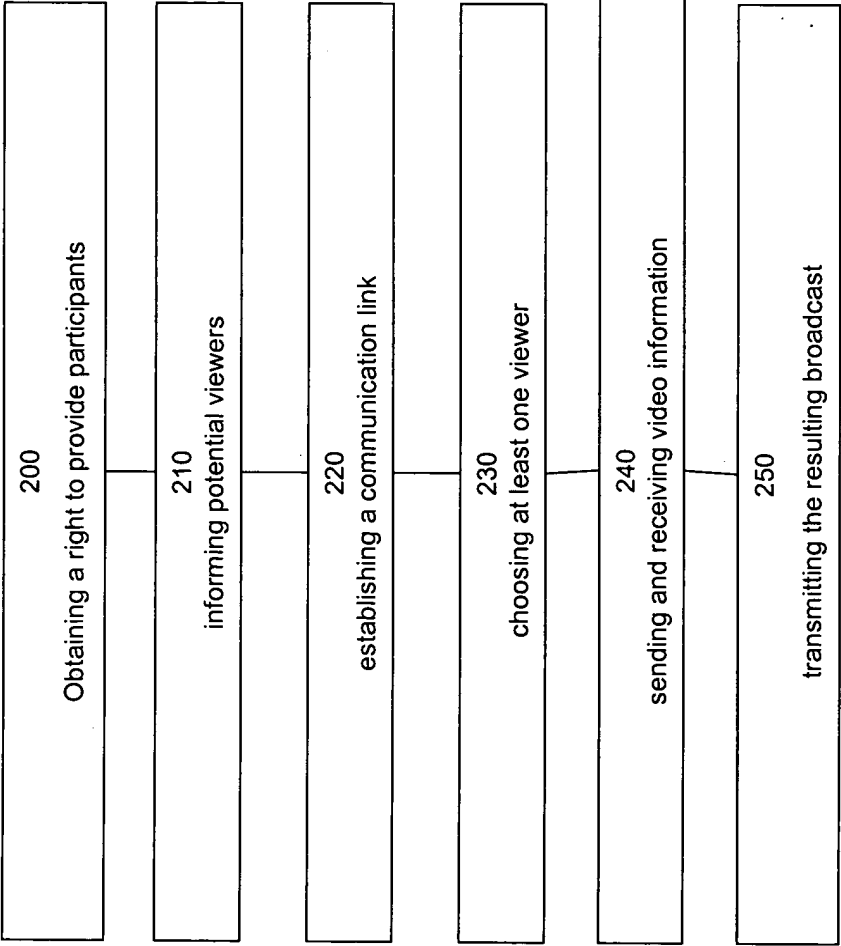 200
Obtaining a right to provide participants
210
informing potential viewers
220
establishing a communication link
230
choosing at least one viewer
240
sending and receiving video information
250
transmitting the resulting broadcast